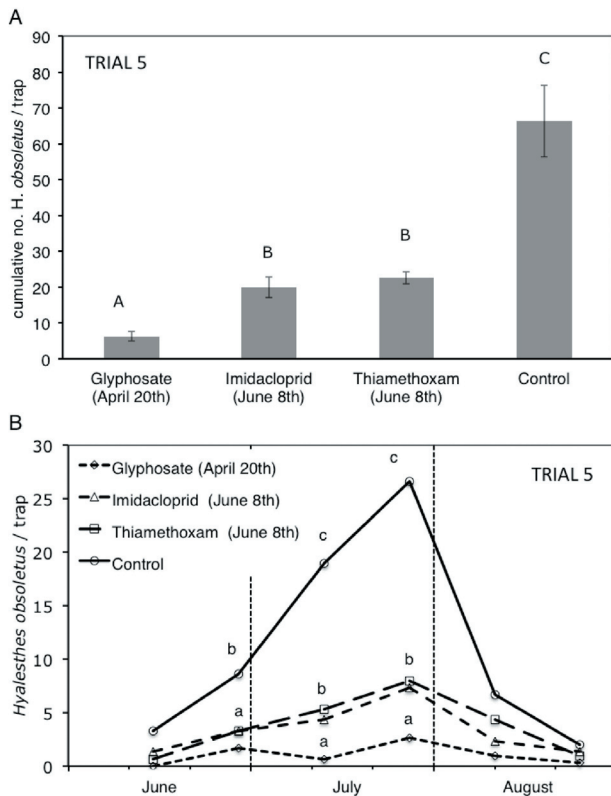 A
TRIAL 5
cumulative no. H. obsoletus / trap
90
80
70
60
50
40
30
20
10
0
A
B
B
C
Glyphosate
(April 20th)
Imidacloprid
(June 8th)
Thiamethoxam
(June 8th)
Control
B
TRIAL 5
Hyalesthes obsoletus / trap
30
25
20
15
10
5
0
Glyphosate (April 20th)
Imidacloprid (June 8th)
Thiamethoxam (June 8th)
Control
b
a
c
b
a
c
b
a
June
July
August